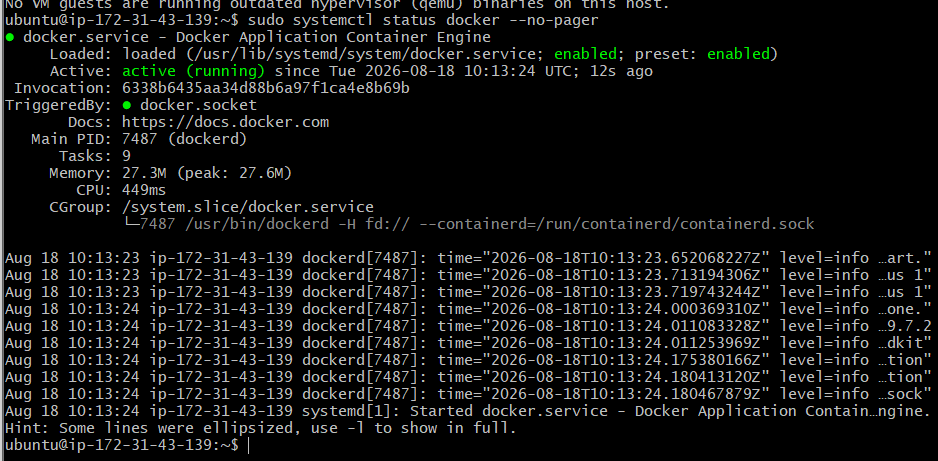 No VM guests are running outdated hypervisor (qemu) binaries on this host.
ubuntu@ip-172-31-43-139:~$ sudo systemctl status docker --no-pager
● docker.service - Docker Application Container Engine
     Loaded: loaded (/usr/lib/systemd/system/docker.service; enabled; preset: enabled)
     Active: active (running) since Tue 2026-08-18 10:13:24 UTC; 12s ago
 Invocation: 6338b6435aa34d88b6a97f1ca4e8b69b
TriggeredBy: ● docker.socket
       Docs: https://docs.docker.com
   Main PID: 7487 (dockerd)
      Tasks: 9
     Memory: 27.3M (peak: 27.6M)
        CPU: 449ms
     CGroup: /system.slice/docker.service
             └─7487 /usr/bin/dockerd -H fd:// --containerd=/run/containerd/containerd.sock

Aug 18 10:13:23 ip-172-31-43-139 dockerd[7487]: time="2026-08-18T10:13:23.652068227Z" level=info …art."
Aug 18 10:13:23 ip-172-31-43-139 dockerd[7487]: time="2026-08-18T10:13:23.713194306Z" level=info …us 1"
Aug 18 10:13:23 ip-172-31-43-139 dockerd[7487]: time="2026-08-18T10:13:23.719743244Z" level=info …us 1"
Aug 18 10:13:24 ip-172-31-43-139 dockerd[7487]: time="2026-08-18T10:13:24.000369310Z" level=info …one."
Aug 18 10:13:24 ip-172-31-43-139 dockerd[7487]: time="2026-08-18T10:13:24.011083328Z" level=info …9.7.2
Aug 18 10:13:24 ip-172-31-43-139 dockerd[7487]: time="2026-08-18T10:13:24.011253969Z" level=info …dkit"
Aug 18 10:13:24 ip-172-31-43-139 dockerd[7487]: time="2026-08-18T10:13:24.175380166Z" level=info …tion"
Aug 18 10:13:24 ip-172-31-43-139 dockerd[7487]: time="2026-08-18T10:13:24.180413120Z" level=info …tion"
Aug 18 10:13:24 ip-172-31-43-139 dockerd[7487]: time="2026-08-18T10:13:24.180467879Z" level=info …sock"
Aug 18 10:13:24 ip-172-31-43-139 systemd[1]: Started docker.service - Docker Application Contain…ngine.
Hint: Some lines were ellipsized, use -l to show in full.
ubuntu@ip-172-31-43-139:~$